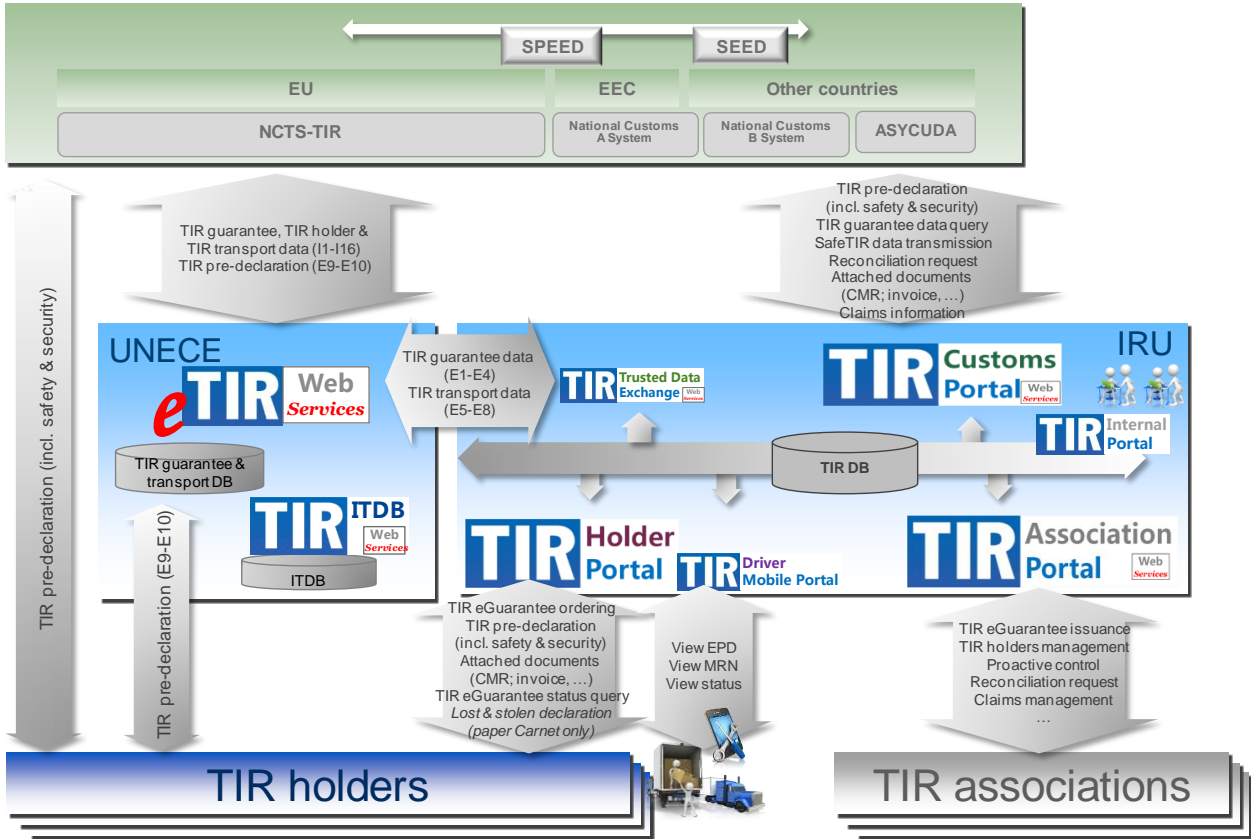 SPEED
SEED
EU
EEC
Other countries
NCTS-TIR
National Customs
A System
National Customs
B System
ASYCUDA
TIR pre-declaration (incl. safety & security)
TIR guarantee, TIR holder &
TIR transport data (I1-I16)
TIR pre-declaration (E9-E10)
TIR pre-declaration
(incl. safety & security)
TIR guarantee data query
SafeTIR data transmission
Reconciliation request
Attached documents
(CMR; invoice, …)
Claims information
UNECE
eTIR Web
Services
TIR guarantee &
transport DB
TIR ITDB
Web
Services
ITDB
TIR pre-declaration (E9-E10)
TIR guarantee data
(E1-E4)
TIR transport data
(E5-E8)
IRU
TIR Trusted Data
Exchange Web
Services
TIR Customs
Portal Web
Services
TIR Internal
Portal
TIR DB
TIR Holder
Portal
TIR Driver
Mobile Portal
TIR Association
Portal Web
Services
TIR eGuarantee ordering
TIR pre-declaration
(incl. safety & security)
Attached documents
(CMR; invoice, …)
TIR eGuarantee status query
Lost & stolen declaration
(paper Carnet only)
View EPD
View MRN
View status
TIR eGuarantee issuance
TIR holders management
Proactive control
Reconciliation request
Claims management
…
TIR holders
TIR associations